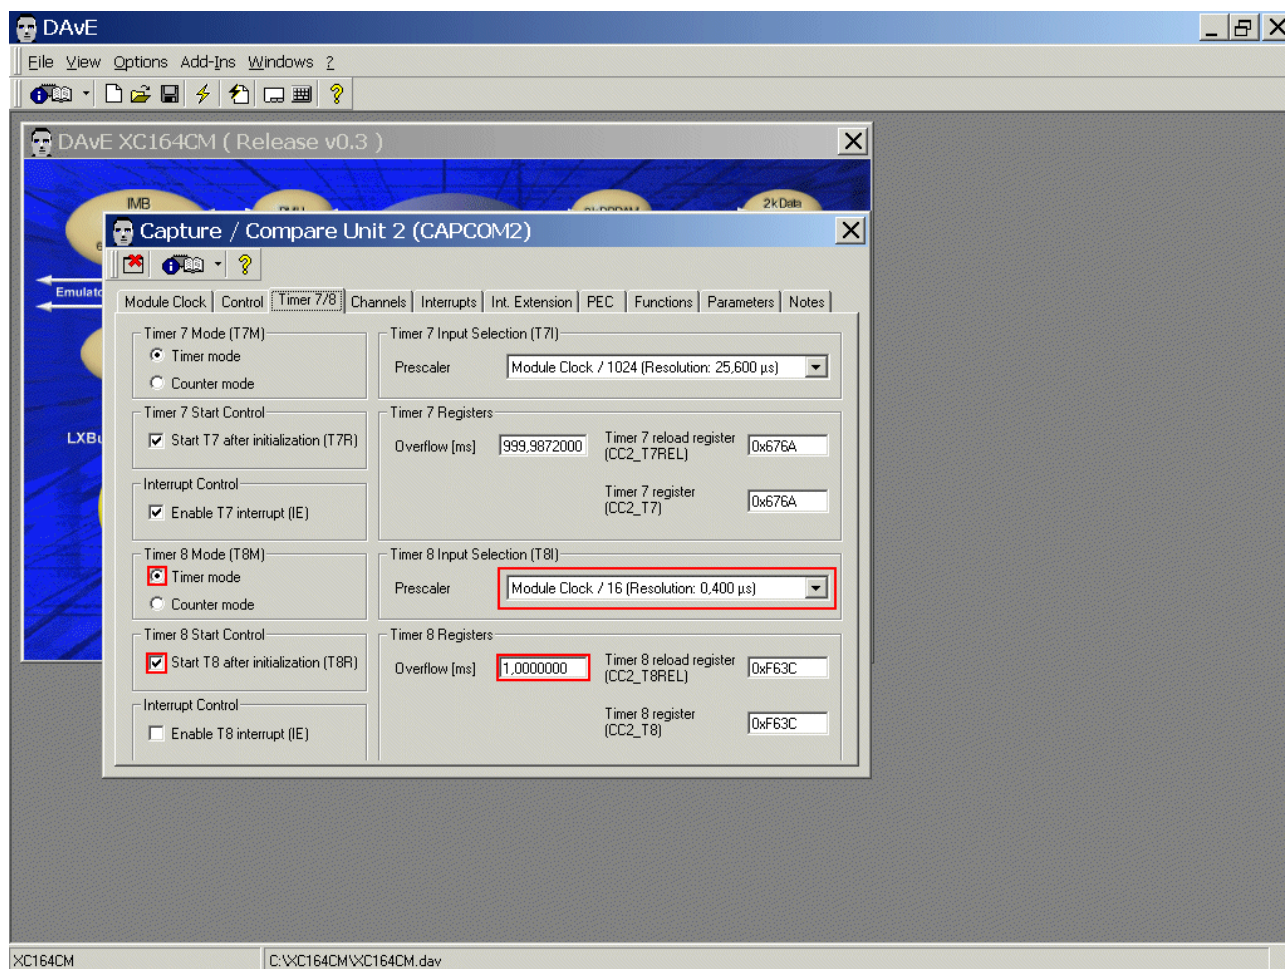 DAvE
File View Options Add-Ins Windows ?
DAvE XC164CM ( Release v0.3 )
IMB
2kData
Capture / Compare Unit 2 (CAPCOM2)
Module Clock Control Timer 7/8 Channels Interrupts Int. Extension PEC Functions Parameters Notes
Timer 7 Mode (T7M)
Timer mode
Counter mode
Timer 7 Input Selection (T7I)
Prescaler Module Clock / 1024 (Resolution: 25,600 µs)
Timer 7 Start Control
Start T7 after initialization (T7R)
Timer 7 Registers
Overflow [ms] 999,9872000
Timer 7 reload register
(CC2_T7REL) 0x676A
Interrupt Control
Enable T7 interrupt (IE)
Timer 7 register
(CC2_T7) 0x676A
Timer 8 Mode (T8M)
Timer mode
Counter mode
Timer 8 Input Selection (T8I)
Prescaler Module Clock / 16 (Resolution: 0,400 µs)
Timer 8 Start Control
Start T8 after initialization (T8R)
Timer 8 Registers
Overflow [ms] 1,0000000
Timer 8 reload register
(CC2_T8REL) 0xF63C
Interrupt Control
Enable T8 interrupt (IE)
Timer 8 register
(CC2_T8) 0xF63C
XC164CM C:\XC164CM\XC164CM.dav